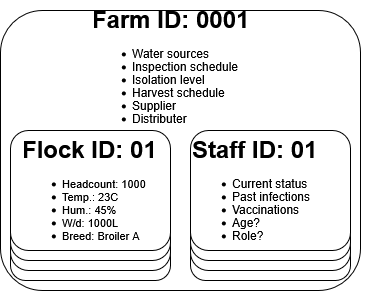 Farm ID: 0001
Water sources
Inspection schedule
Isolation level
Harvest schedule
Supplier
Distributer
Flock ID: 01
Headcount: 1000
Temp.: 23C
Hum.: 45%
W/d: 1000L
Breed: Broiler A
Staff ID: 01
Current status
Past infections
Vaccinations
Age?
Role?